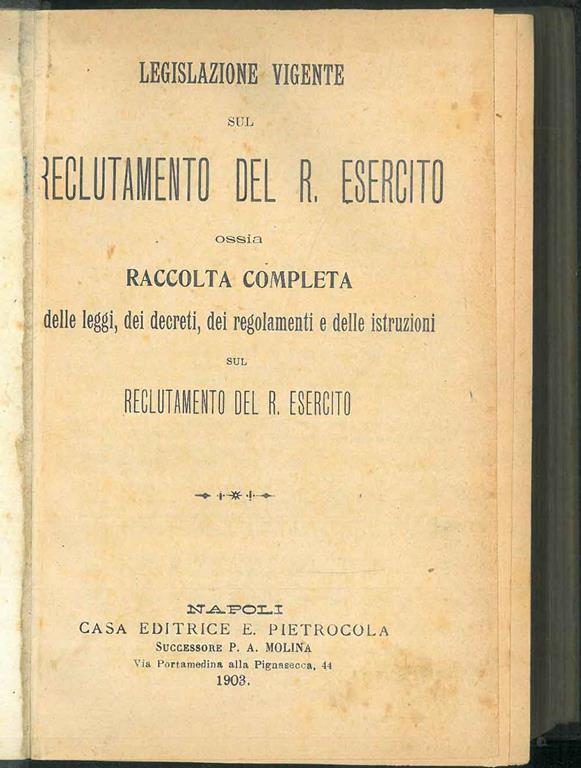 LEGISLAZIONE VIGENTE
SUL
RECLUTAMENTO DEL R. ESERCITO
ossia
RACCOLTA COMPLETA
delle leggi, dei decreti, dei regolamenti e delle istruzioni
SUL
RECLUTAMENTO DEL R. ESERCITO
NAPOLI
CASA EDITRICE E. PIETROCOLA
SUCCESSORE P. A. MOLINA
Via Portamedina alla Pignasecca, 44
1903.